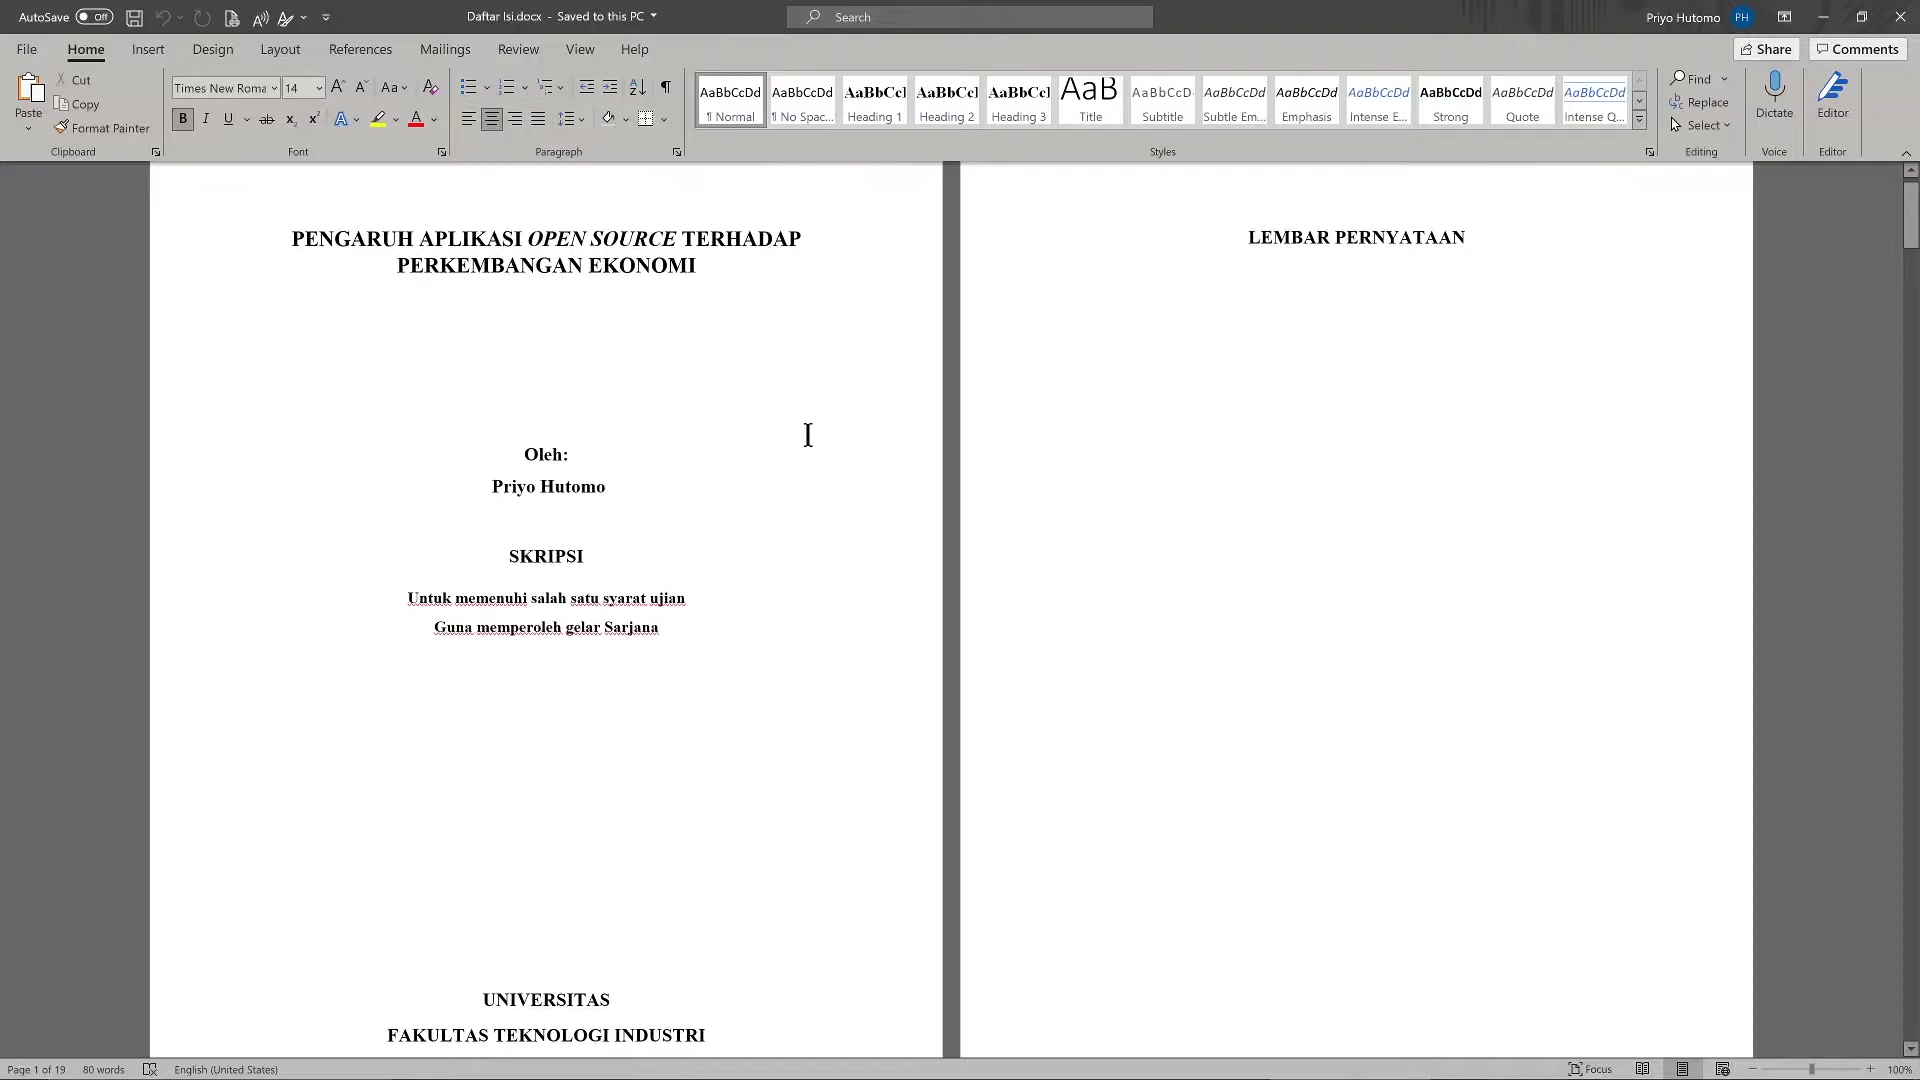 AutoSave Off Daftar Isi.docx - Saved to this PC Search Priyo Hutomo PH
File Home Insert Design Layout References Mailings Review View Help Share Comments
Paste
Cut
Copy
Format Painter
Clipboard
Times New Roma 14
Font
Paragraph
AaBbCcDd AaBbCcDd AaBbCcI AaBbCcI AaBbCcI AaB AaBbCcD AaBbCcDd AaBbCcDd AaBbCcDd AaBbCcDd AaBbCcDd AaBbCcDd
¶ Normal ¶ No Spac... Heading 1 Heading 2 Heading 3 Title Subtitle Subtle Em... Emphasis Intense E... Strong Quote Intense Q...
Styles
Find
Replace
Select
Editing
Dictate
Voice
Editor
Editor
PENGARUH APLIKASI OPEN SOURCE TERHADAP
PERKEMBANGAN EKONOMI
Oleh:
Priyo Hutomo
SKRIPSI
Untuk memenuhi salah satu syarat ujian
Guna memperoleh gelar Sarjana
UNIVERSITAS
FAKULTAS TEKNOLOGI INDUSTRI
LEMBAR PERNYATAAN
Page 1 of 19 80 words English (United States) Focus 100%